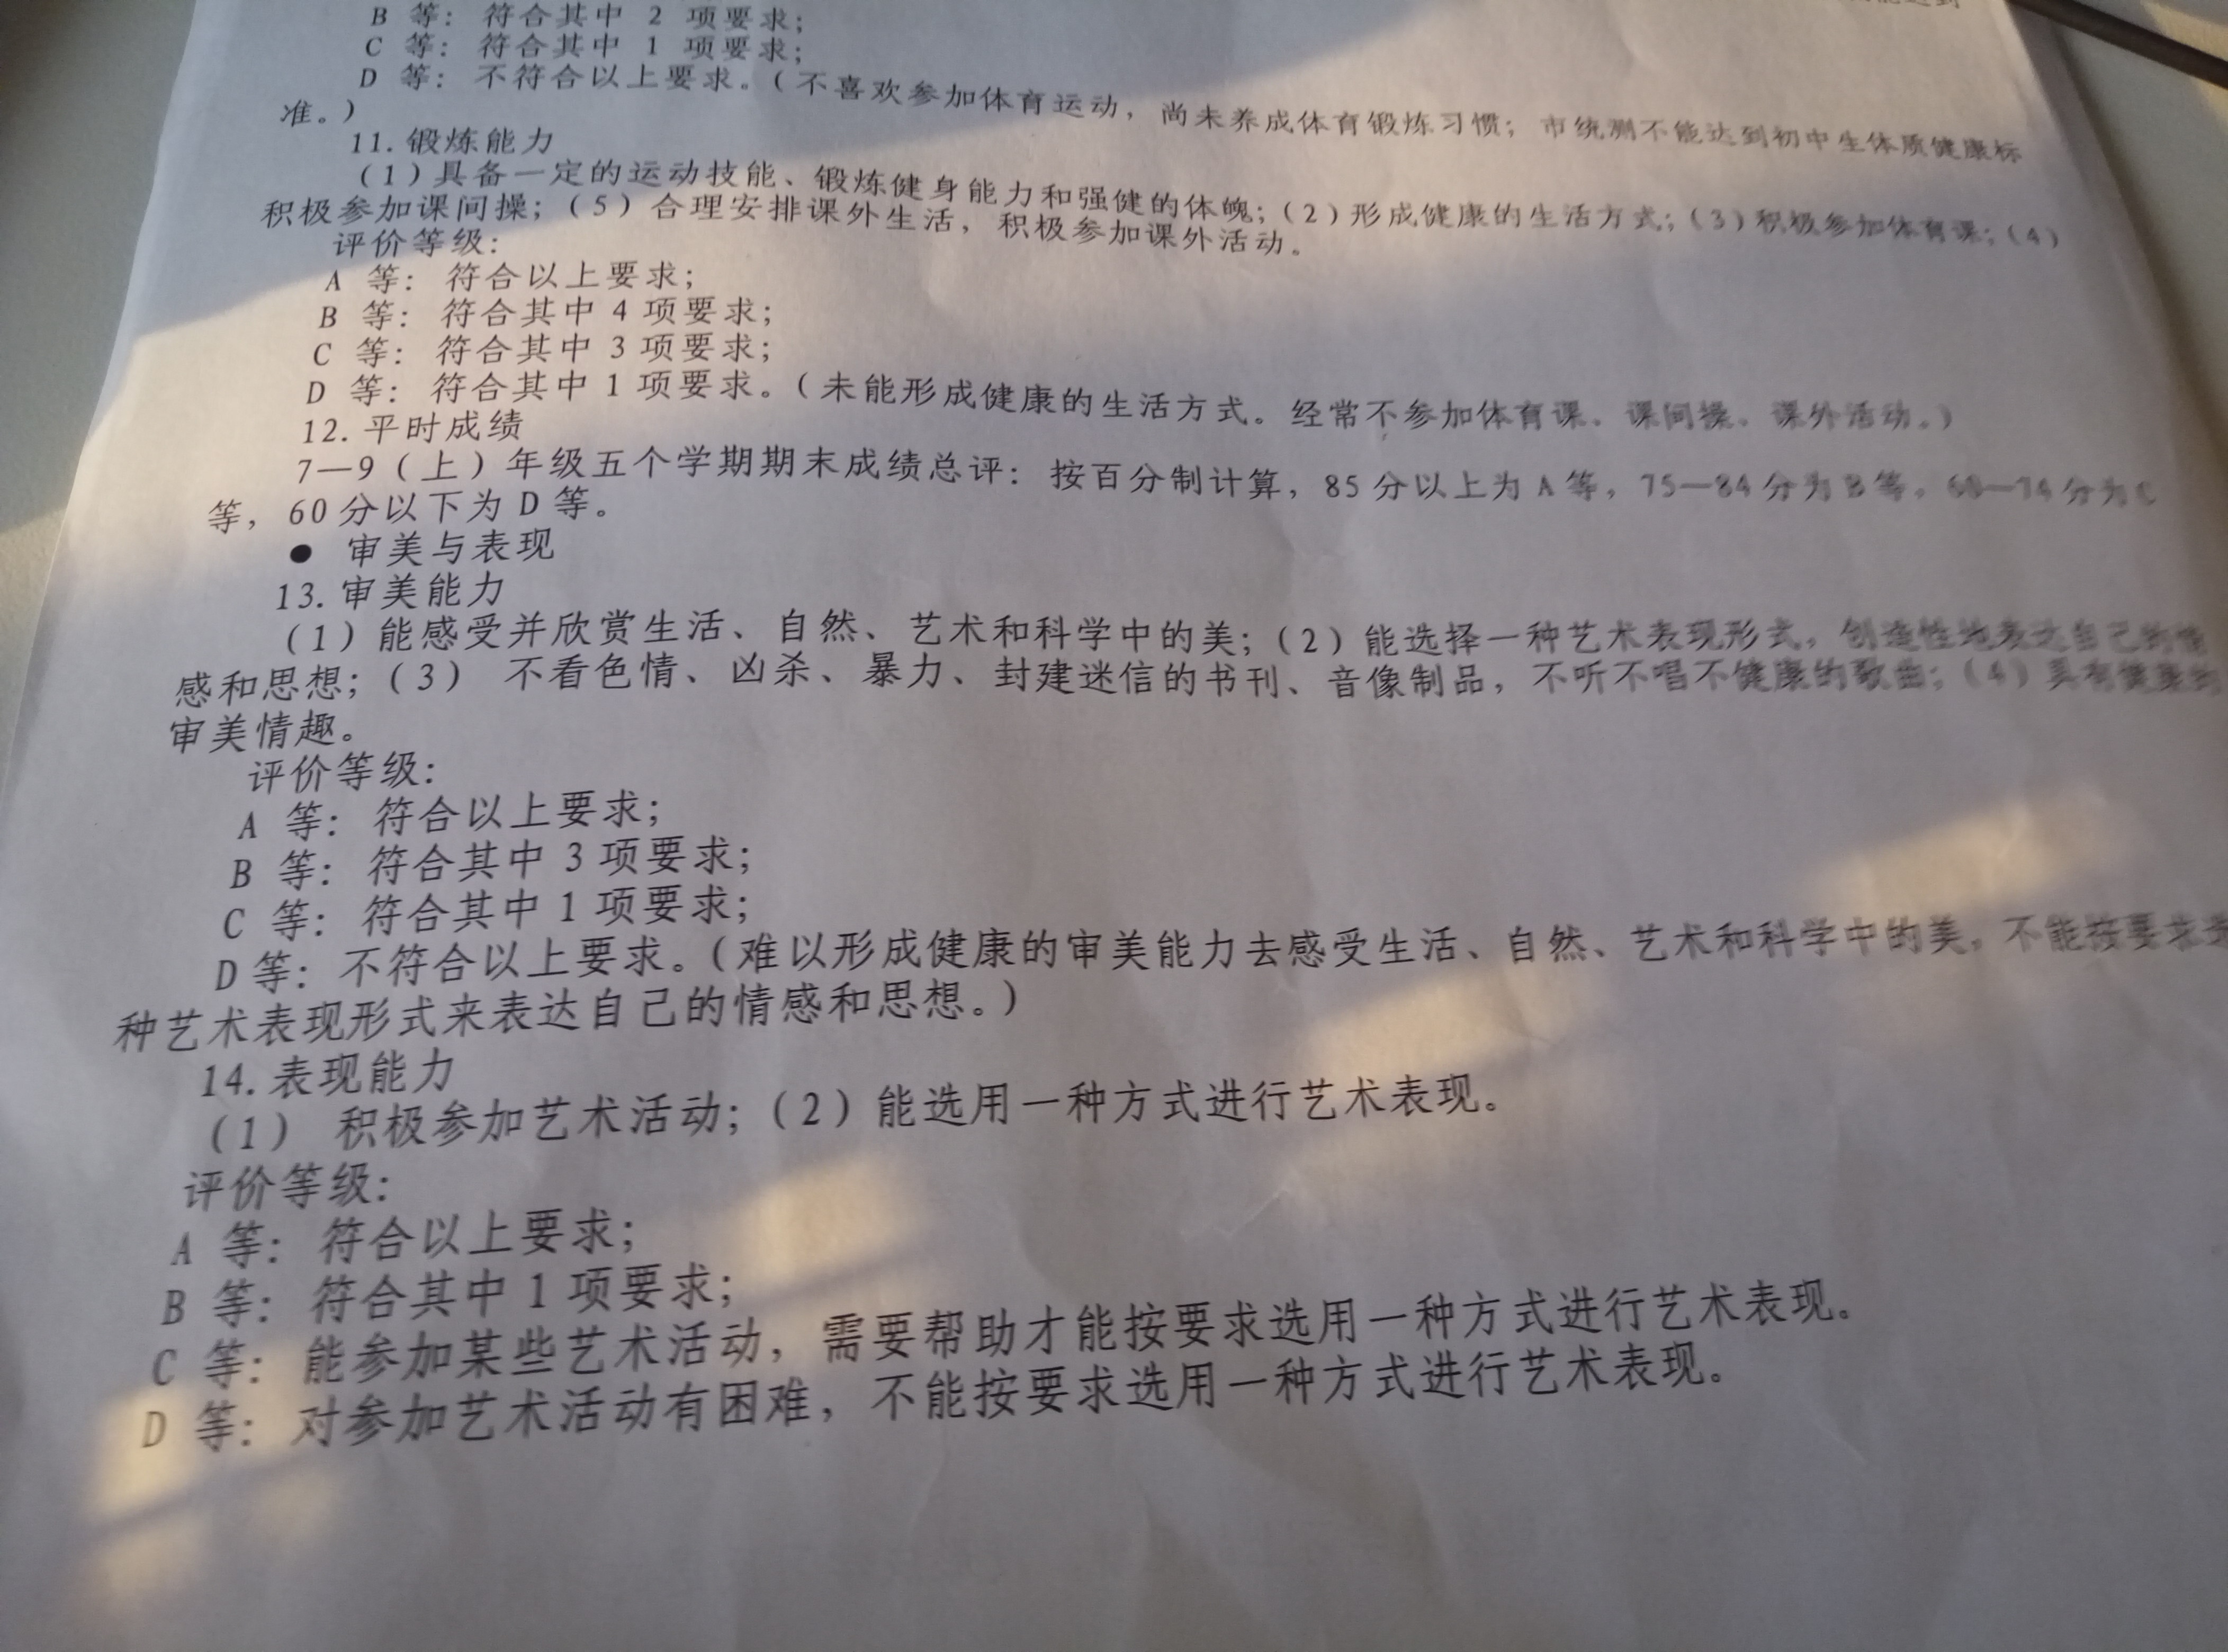 B 等：符合其中 2 项要求；
C 等：符合其中 1 项要求；
D 等：不符合以上要求。（不喜欢参加体育运动，尚未养成体育锻炼习惯；市统测不能达到初中生体质健康标
准。）
11.锻炼能力
（1）具备一定的运动技能、锻炼健身能力和强健的体魄；（2）形成健康的生活方式；（3）积极参加体育课；（4）
积极参加课间操；（5）合理安排课外生活，积极参加课外活动。
评价等级：
A 等：符合以上要求；
B 等：符合其中 4 项要求；
C 等：符合其中 3 项要求；
D 等：符合其中 1 项要求。（未能形成健康的生活方式。经常不参加体育课、课间操、课外活动。）
12.平时成绩
7—9（上）年级五个学期期末成绩总评：按百分制计算，85 分以上为 A 等，75—84 分为 B 等，60—74 分为 C
等，60 分以下为 D 等。
● 审美与表现
13.审美能力
（1）能感受并欣赏生活、自然、艺术和科学中的美；（2）能选择一种艺术表现形式，创造性地表达自己的情
感和思想；（3） 不看色情、凶杀、暴力、封建迷信的书刊、音像制品，不听不唱不健康的歌曲；（4）具有健康的
审美情趣。
评价等级：
A 等：符合以上要求；
B 等：符合其中 3 项要求；
C 等：符合其中 1 项要求；
D 等：不符合以上要求。（难以形成健康的审美能力去感受生活、自然、艺术和科学中的美，不能按要求
种艺术表现形式来表达自己的情感和思想。）
14.表现能力
（1） 积极参加艺术活动；（2）能选用一种方式进行艺术表现。
评价等级：
A 等：符合以上要求；
B 等：符合其中 1 项要求；
C 等：能参加某些艺术活动，需要帮助才能按要求选用一种方式进行艺术表现。
D 等：对参加艺术活动有困难，不能按要求选用一种方式进行艺术表现。